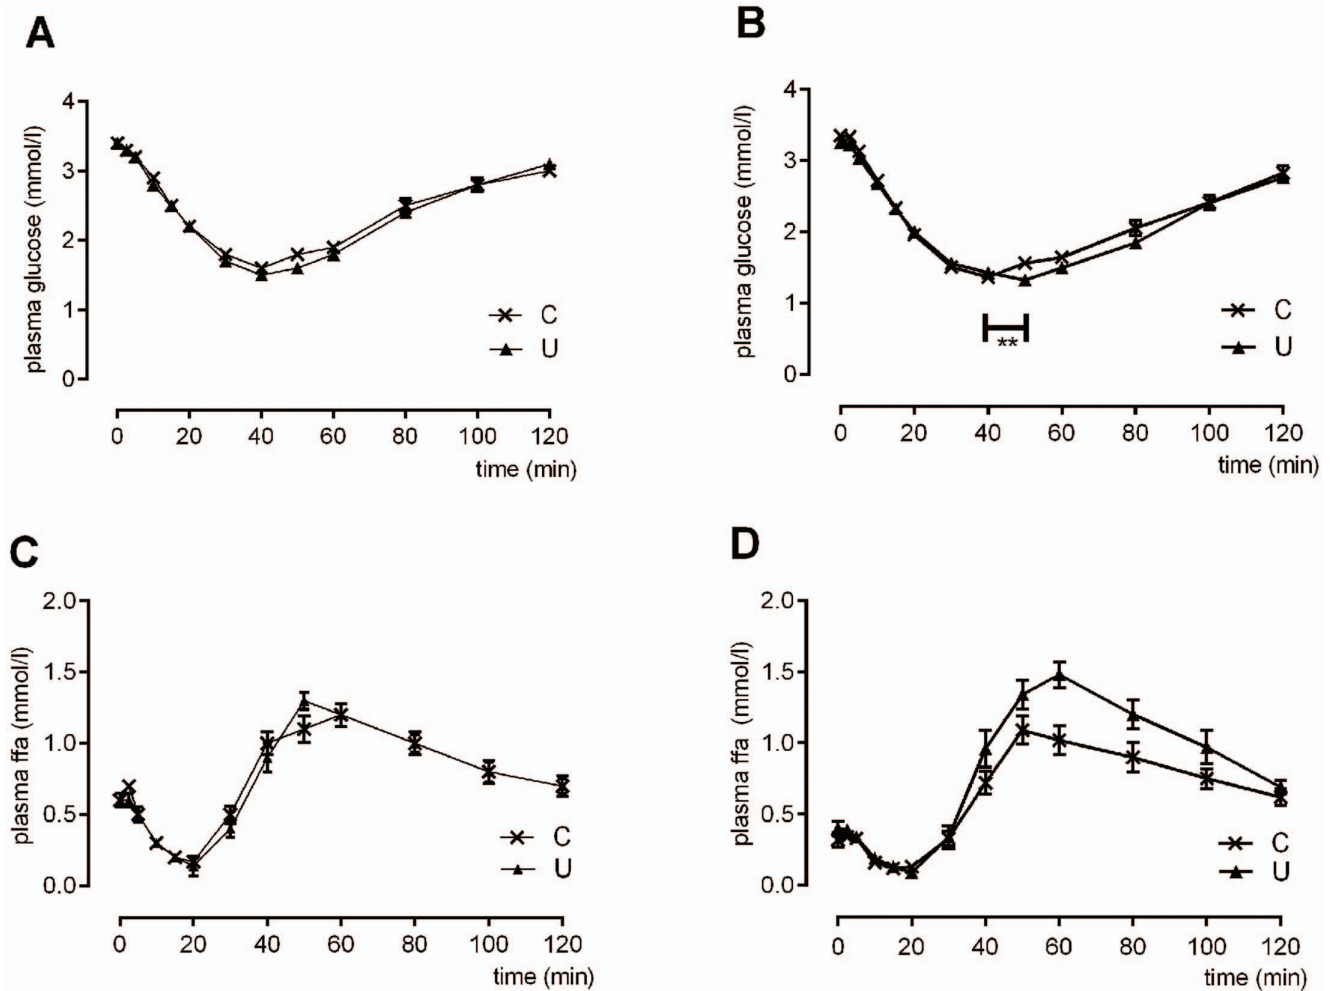 A
plasma glucose (mmol/l)
4
3
2
1
0
C
U
0 20 40 60 80 100 120
time (min)
B
plasma glucose (mmol/l)
4
3
2
1
0
**
C
U
0 20 40 60 80 100 120
time (min)
C
plasma ffa (mmol/l)
2.0
1.5
1.0
0.5
0.0
C
U
0 20 40 60 80 100 120
time (min)
D
plasma ffa (mmol/l)
2.0
1.5
1.0
0.5
0.0
C
U
0 20 40 60 80 100 120
time (min)